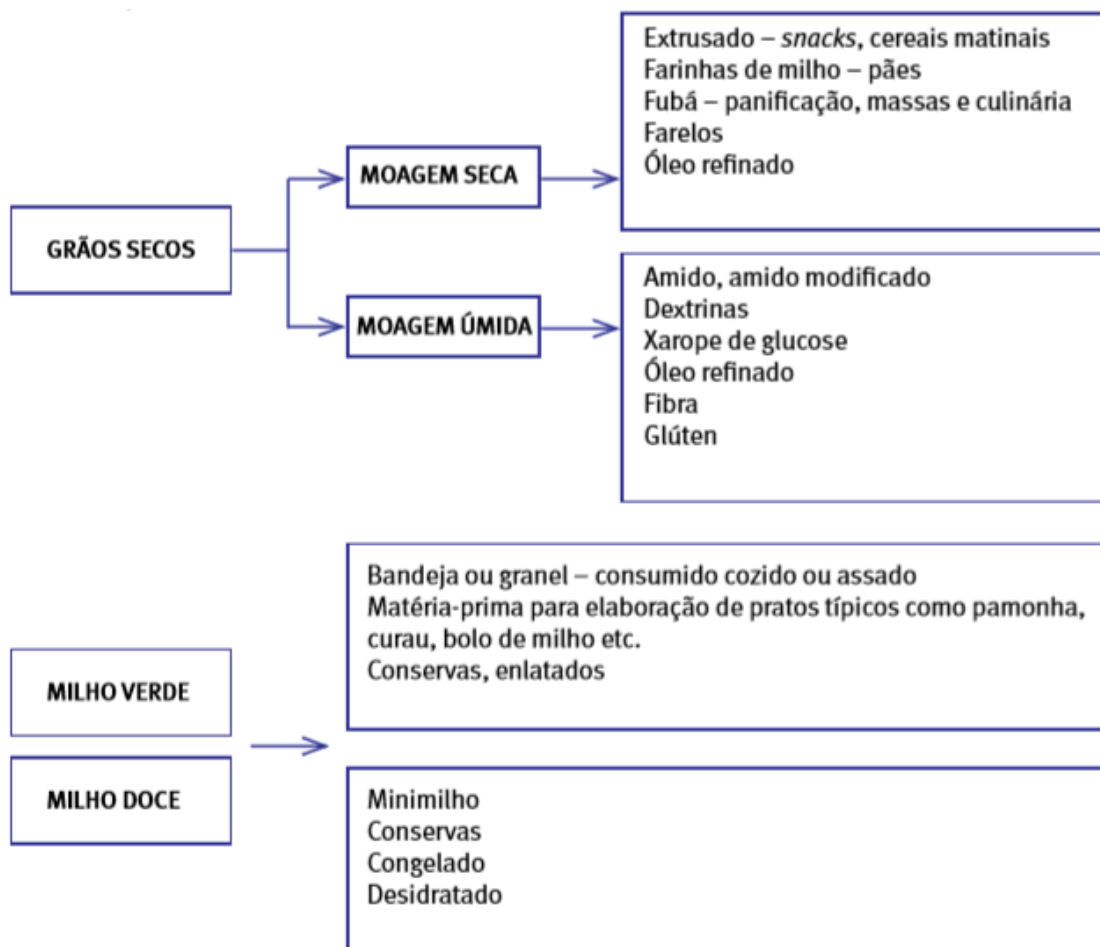 GRÃOS SECOS
MOAGEM SECA
Extrusado – snacks, cereais matinais
Farinhas de milho – pães
Fubá – panificação, massas e culinária
Farelos
Óleo refinado
MOAGEM ÚMIDA
Amido, amido modificado
Dextrinas
Xarope de glucose
Óleo refinado
Fibra
Glúten
MILHO VERDE
MILHO DOCE
Bandeja ou granel – consumido cozido ou assado
Matéria-prima para elaboração de pratos típicos como pamonha,
curau, bolo de milho etc.
Conservas, enlatados
Minimilho
Conservas
Congelado
Desidratado